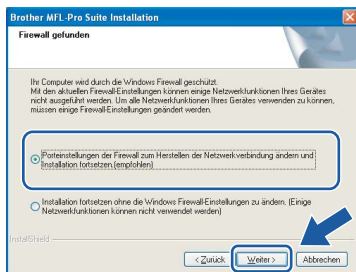 Brother MFL-Pro Suite Installation
Firewall gefunden
Ihr Computer wird durch die Windows Firewall geschützt.
Mit den aktuellen Firewall-Einstellungen können einige Netzwerkfunktionen Ihres Gerätes
nicht ausgeführt werden. Um alle Netzwerkfunktionen Ihres Gerätes verwenden zu können,
müssen einige Firewall-Einstellungen geändert werden.
Porteinstellungen der Firewall zum Herstellen der Netzwerkverbindung ändern und
Installation fortsetzen.(empfohlen)
Installation fortsetzen ohne die Windows Firewall-Einstellungen zu ändern. (Einige
Netzwerkfunktionen können nicht verwendet werden)
InstallShield
< Zurück Weiter > Abbrechen